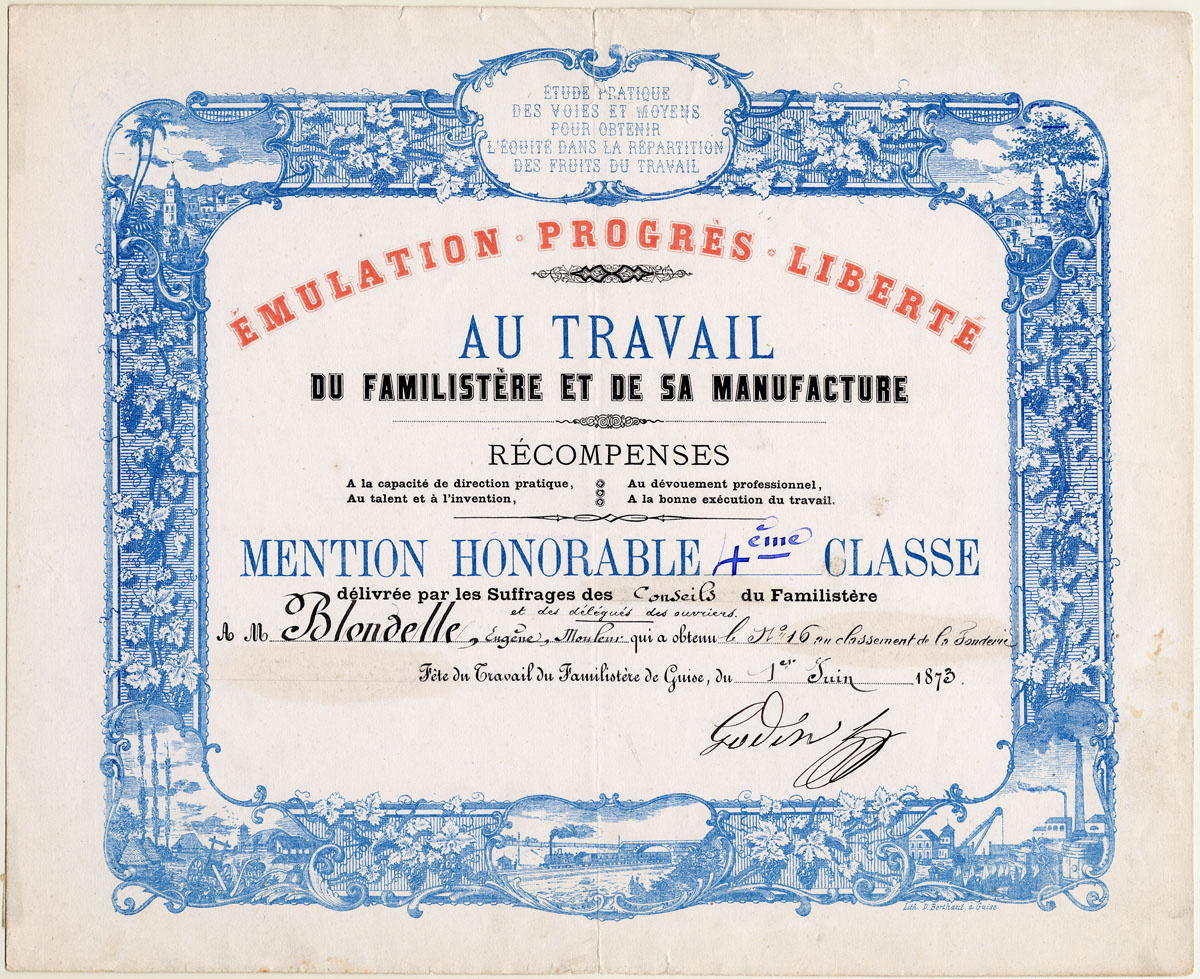 ÉTUDE PRATIQUE
DES VOIES ET MOYENS
POUR OBTENIR
L'ÉQUITÉ DANS LA RÉPARTITION
DES FRUITS DU TRAVAIL
ÉMULATION · PROGRÈS · LIBERTÉ
AU TRAVAIL
DU FAMILISTÈRE ET DE SA MANUFACTURE
RÉCOMPENSES
A la capacité de direction pratique,
Au talent et à l'invention,
Au dévouement professionnel,
A la bonne exécution du travail.
MENTION HONORABLE 4ème CLASSE
délivrée par les Suffrages des Conseils du Familistère
et des délégués des ouvriers.
A M Blondelle, Eugène, Mouleur qui a obtenu le No 16 au classement de la Fonderie
Fête du Travail du Familistère de Guise, du 1er Juin 1873.
Godin
Lith. D. Berthaut, à Guise.